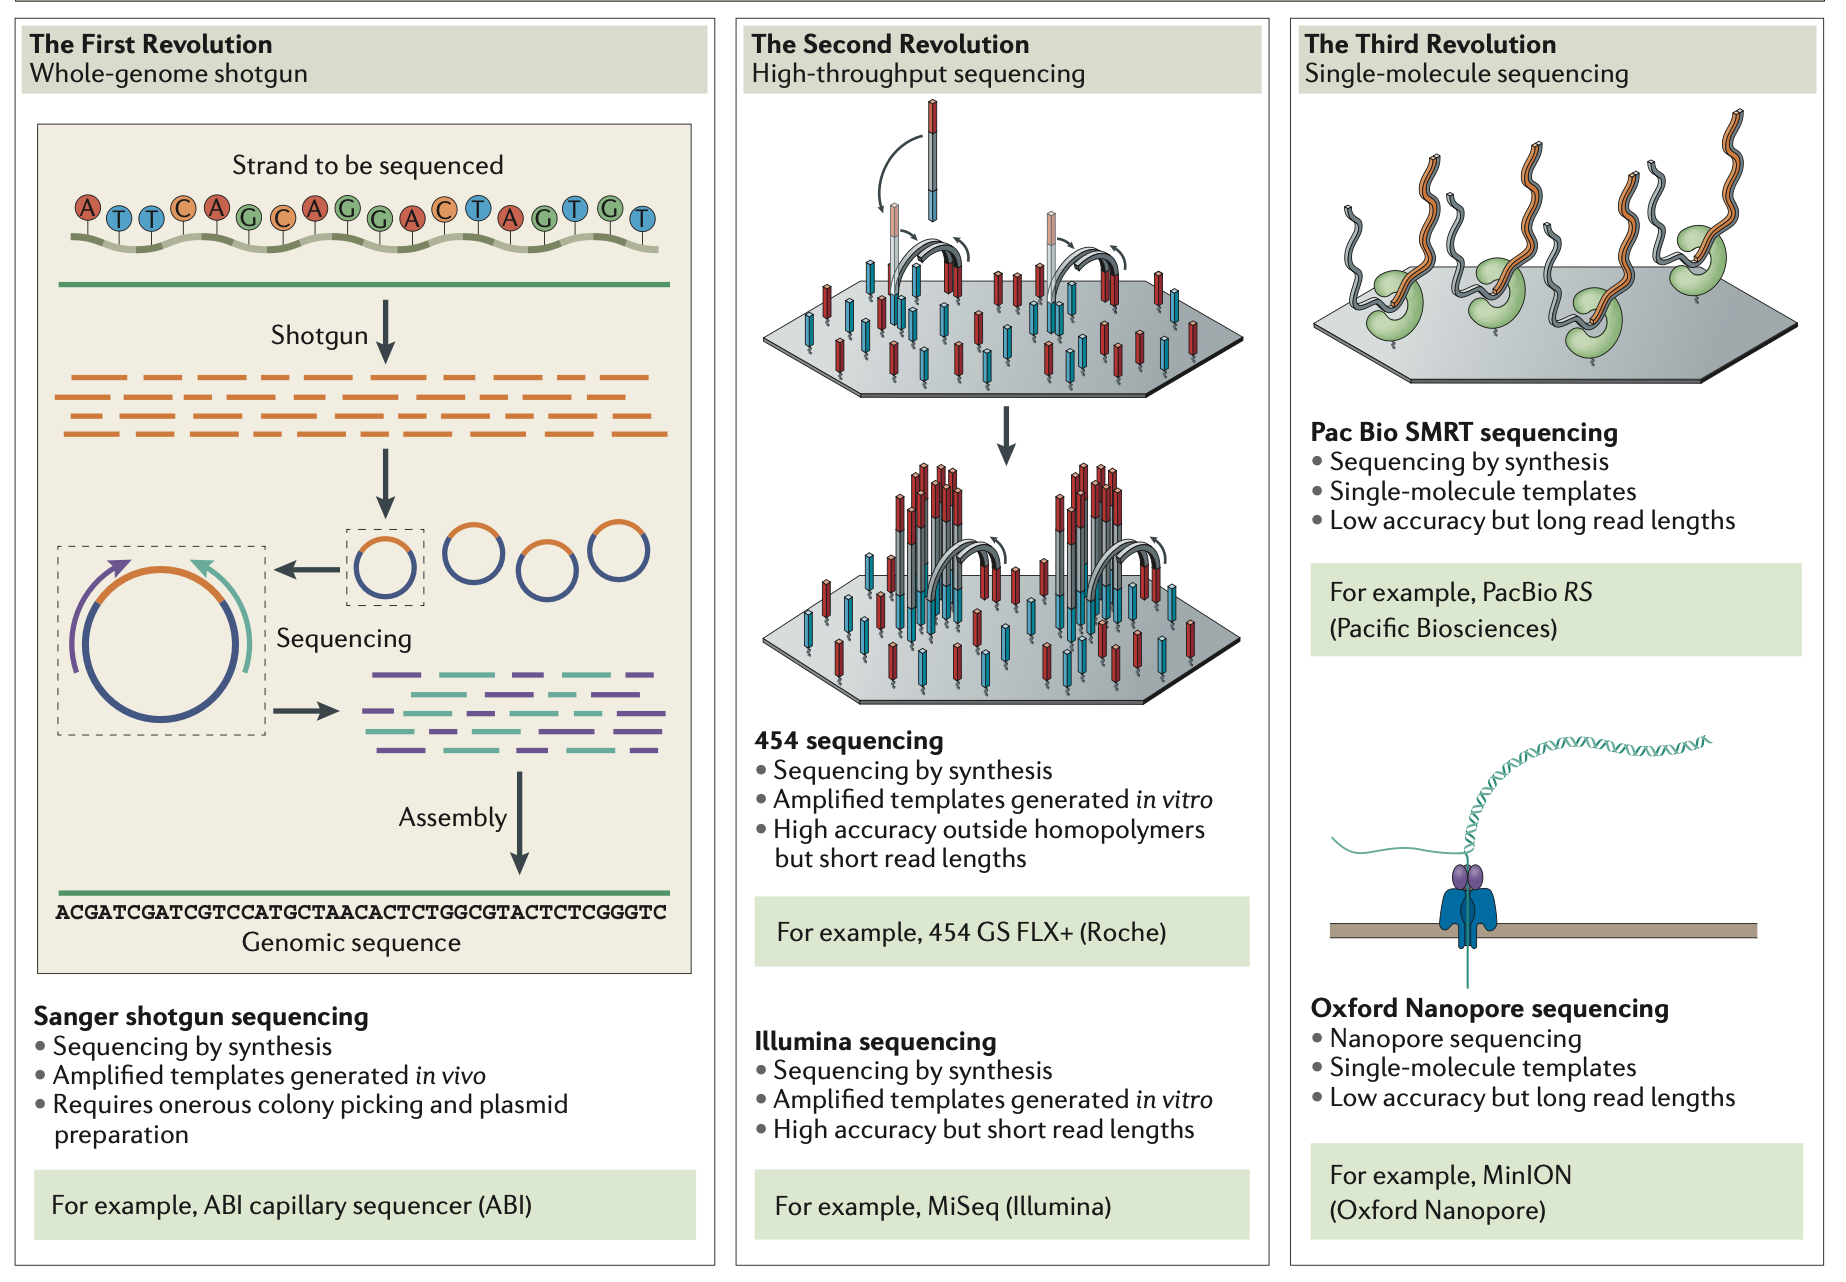 The First Revolution
Whole-genome shotgun
Strand to be sequenced
A T T C A G C A G G A C T A G T G T
Shotgun
Sequencing
Assembly
ACGATCGATCGTCCATGCTAACACTCTGGCGTACTCTCGGGTC
Genomic sequence
Sanger shotgun sequencing
• Sequencing by synthesis
• Amplified templates generated in vivo
• Requires onerous colony picking and plasmid
preparation
For example, ABI capillary sequencer (ABI)
The Second Revolution
High-throughput sequencing
454 sequencing
• Sequencing by synthesis
• Amplified templates generated in vitro
• High accuracy outside homopolymers
but short read lengths
For example, 454 GS FLX+ (Roche)
Illumina sequencing
• Sequencing by synthesis
• Amplified templates generated in vitro
• High accuracy but short read lengths
For example, MiSeq (Illumina)
The Third Revolution
Single-molecule sequencing
Pac Bio SMRT sequencing
• Sequencing by synthesis
• Single-molecule templates
• Low accuracy but long read lengths
For example, PacBio RS
(Pacific Biosciences)
Oxford Nanopore sequencing
• Nanopore sequencing
• Single-molecule templates
• Low accuracy but long read lengths
For example, MinION
(Oxford Nanopore)